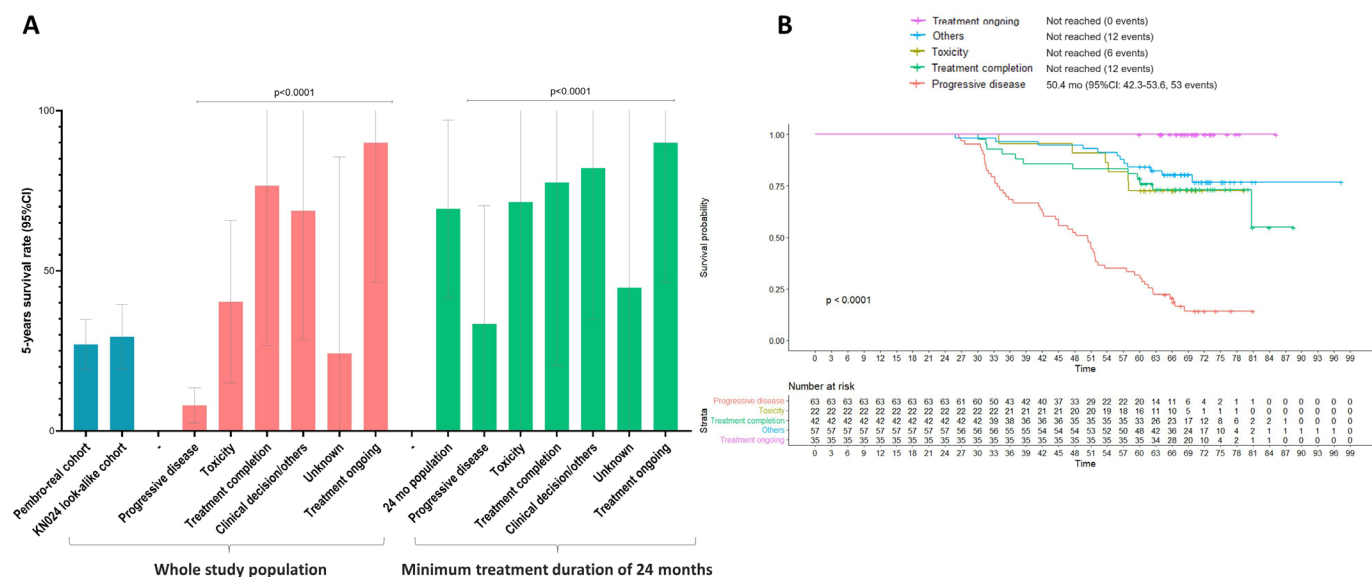 A
p<0.0001
p<0.0001
100
50
0
5-years survival rate (95%CI)
Pembro-real cohort
KN024 look-alike cohort
-
Progressive disease
Toxicity
Treatment completion
Clinical decision/others
Unknown
Treatment ongoing
-
24 mo population
Progressive disease
Toxicity
Treatment completion
Clinical decision/others
Unknown
Treatment ongoing
Whole study population
Minimum treatment duration of 24 months
B
Treatment ongoing Not reached (0 events)
Others Not reached (12 events)
Toxicity Not reached (6 events)
Treatment completion Not reached (12 events)
Progressive disease 50.4 mo (95%CI: 42.3-53.6, 53 events)
1.00
0.75
0.50
0.25
0.00
Survival probability
p < 0.0001
0 3 6 9 12 15 18 21 24 27 30 33 36 39 42 45 48 51 54 57 60 63 66 69 72 75 78 81 84 87 90 93 96 99
Time
Number at risk
Strata
Progressive disease 63 63 63 63 63 63 63 63 63 61 60 50 43 42 40 37 33 29 22 22 20 14 11 6 4 2 1 1 0 0 0 0 0 0
Toxicity 22 22 22 22 22 22 22 22 22 22 22 22 21 21 21 21 20 20 19 18 16 11 10 5 4 1 1 0 0 0 0 0 0 0
Treatment completion 42 42 42 42 42 42 42 42 42 42 42 39 38 36 36 36 35 35 35 35 33 26 23 17 12 8 6 2 2 1 0 0 0 0
Others 57 57 57 57 57 57 57 57 57 56 56 56 55 55 54 54 54 53 52 50 48 42 36 24 17 10 4 2 1 1 1 1 1 0
Treatment ongoing 35 35 35 35 35 35 35 35 35 35 35 35 35 35 35 35 35 35 35 35 35 34 28 20 10 4 2 1 1 0 0 0 0 0
0 3 6 9 12 15 18 21 24 27 30 33 36 39 42 45 48 51 54 57 60 63 66 69 72 75 78 81 84 87 90 93 96 99
Time